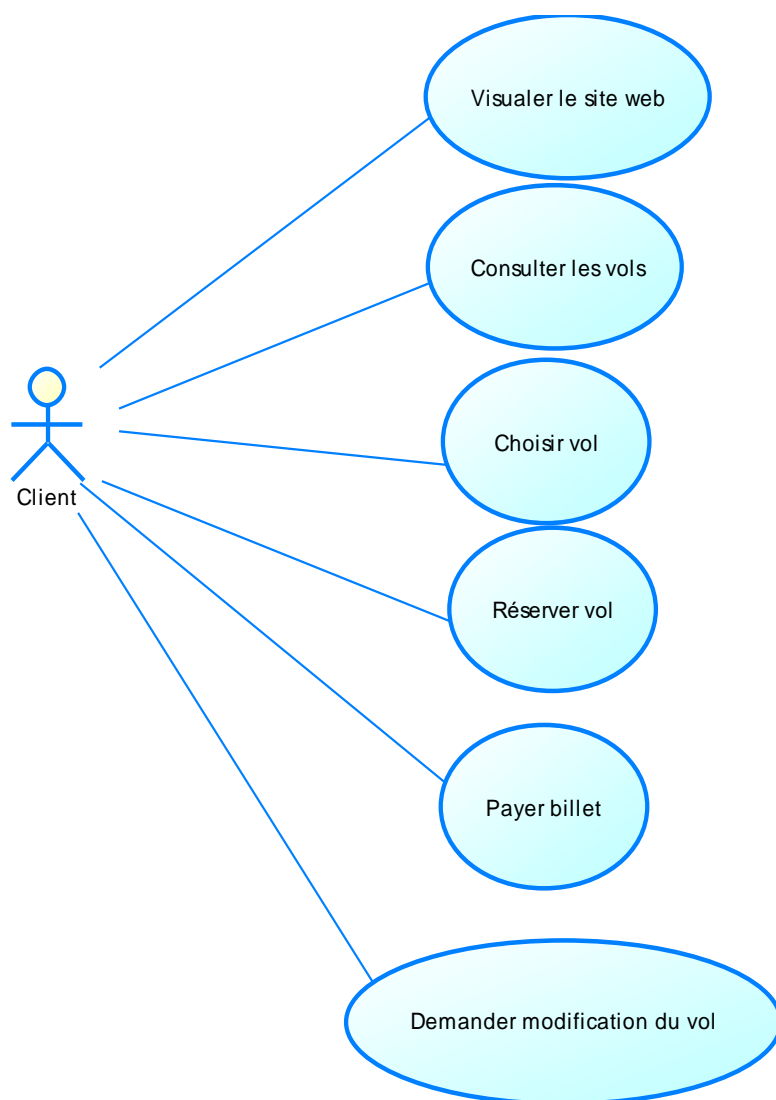 Visualer le site web
Consulter les vols
Choisir vol
Client
Réserver vol
Payer billet
Demander modification du vol